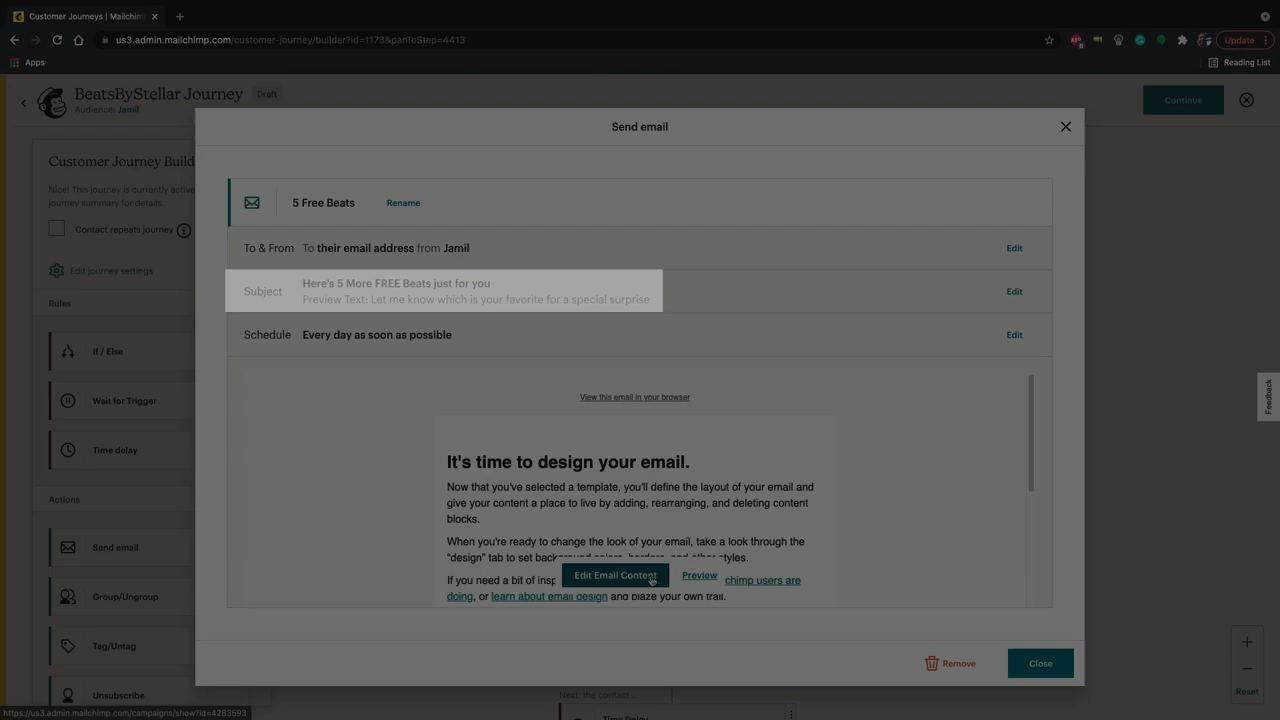 Customer Journeys | Mailchim
us3.admin.mailchimp.com/customer-journey/builder?id=1173&panToStep=4413
Update
Apps
Reading List
BeatsByStellar Journey
Draft
Audience: Jamil
Continue
Send email
Customer Journey Build
Nice! This journey is currently active
journey summary for details.
Contact repeats journey
Edit journey settings
Rules
If / Else
Wait for Trigger
Time delay
Actions
Send email
Group/Ungroup
Tag/Untag
Unsubscribe
5 Free Beats
Rename
To & From To their email address from Jamil
Edit
Subject
Here's 5 More FREE Beats just for you
Preview Text: Let me know which is your favorite for a special surprise
Edit
Schedule Every day as soon as possible
Edit
View this email in your browser
It's time to design your email.
Now that you've selected a template, you'll define the layout of your email and
give your content a place to live by adding, rearranging, and deleting content
blocks.
When you're ready to change the look of your email, take a look through the
"design" tab to set background colors, borders, and other styles.
If you need a bit of insp
Edit Email Content
Preview
chimp users are
doing, or learn about email design and blaze your own trail.
Remove
Close
Feedback
Reset
Next, the contact...
Time Delay
https://us3.admin.mailchimp.com/campaigns/show?id=4283593